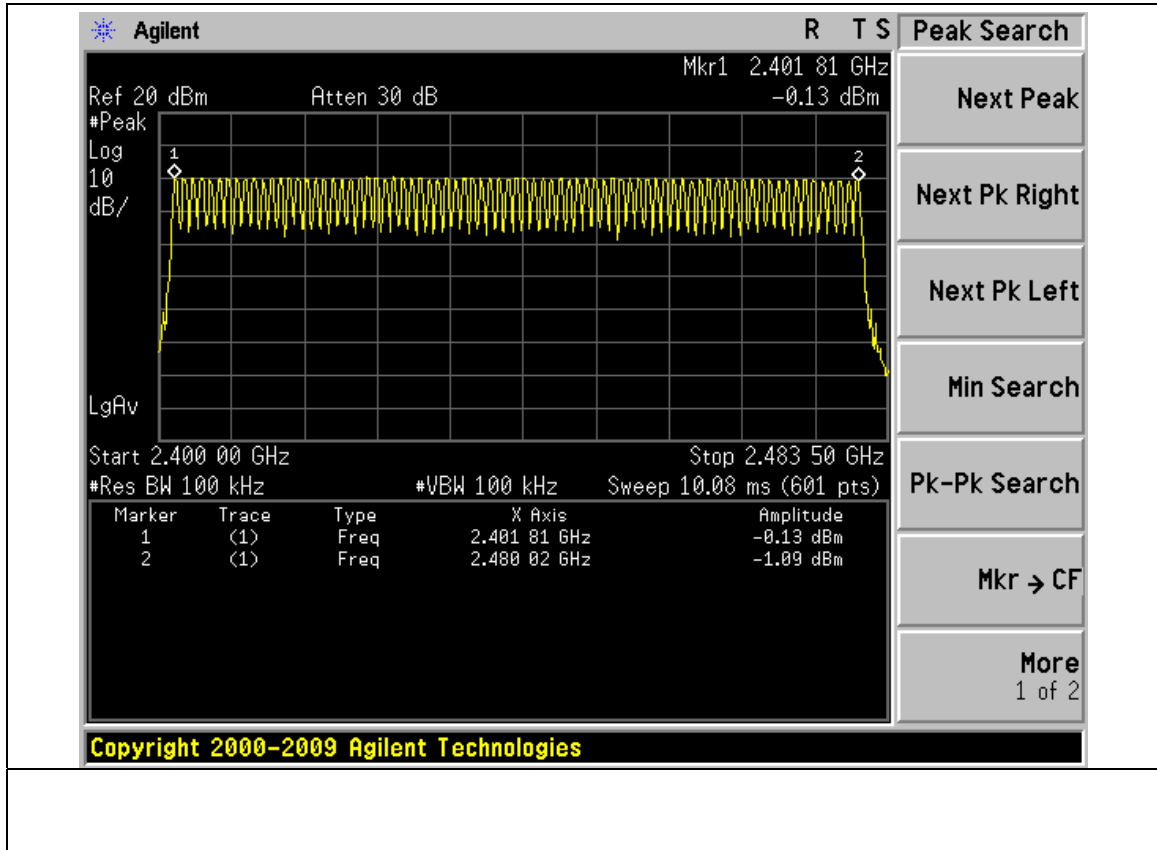 Agilent R T S
Mkr1 2.401 81 GHz
Ref 20 dBm Atten 30 dB -0.13 dBm
#Peak
Log
10
dB/
1
2
LgAv
Start 2.400 00 GHz Stop 2.483 50 GHz
#Res BW 100 kHz #VBW 100 kHz Sweep 10.08 ms (601 pts)
Marker Trace Type X Axis Amplitude
1 (1) Freq 2.401 81 GHz -0.13 dBm
2 (1) Freq 2.480 02 GHz -1.09 dBm
Copyright 2000-2009 Agilent Technologies
Peak Search
Next Peak
Next Pk Right
Next Pk Left
Min Search
Pk-Pk Search
Mkr → CF
More
1 of 2